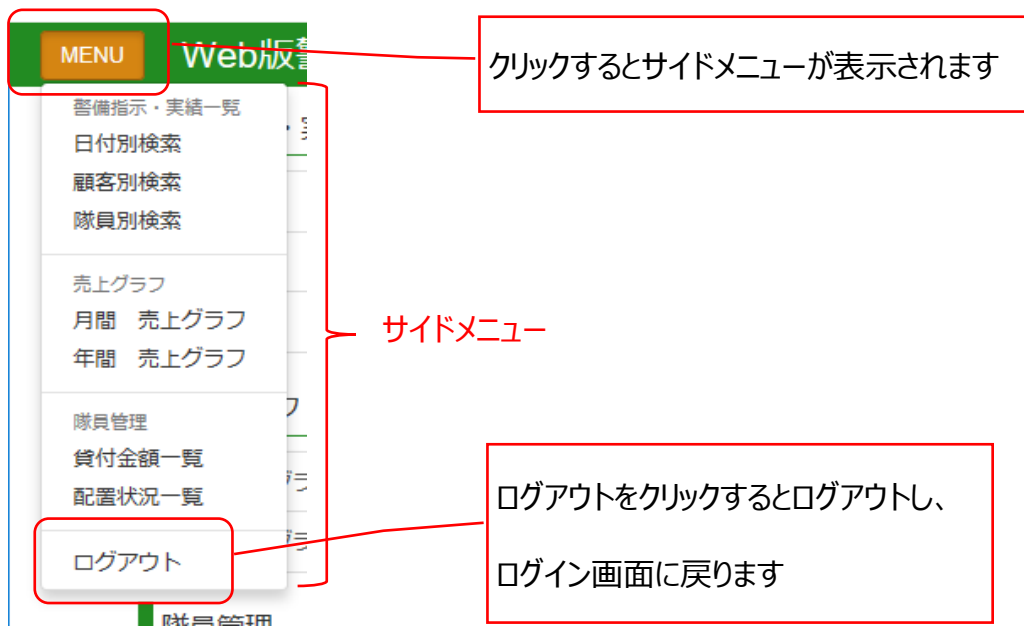 MENU
Web版警
クリックするとサイドメニューが表示されます
警備指示・実績一覧
日付別検索
顧客別検索
隊員別検索
売上グラフ
月間　売上グラフ
年間　売上グラフ
サイドメニュー
隊員管理
貸付金額一覧
配置状況一覧
ログアウト
ログアウトをクリックするとログアウトし、
ログイン画面に戻ります
隊員管理